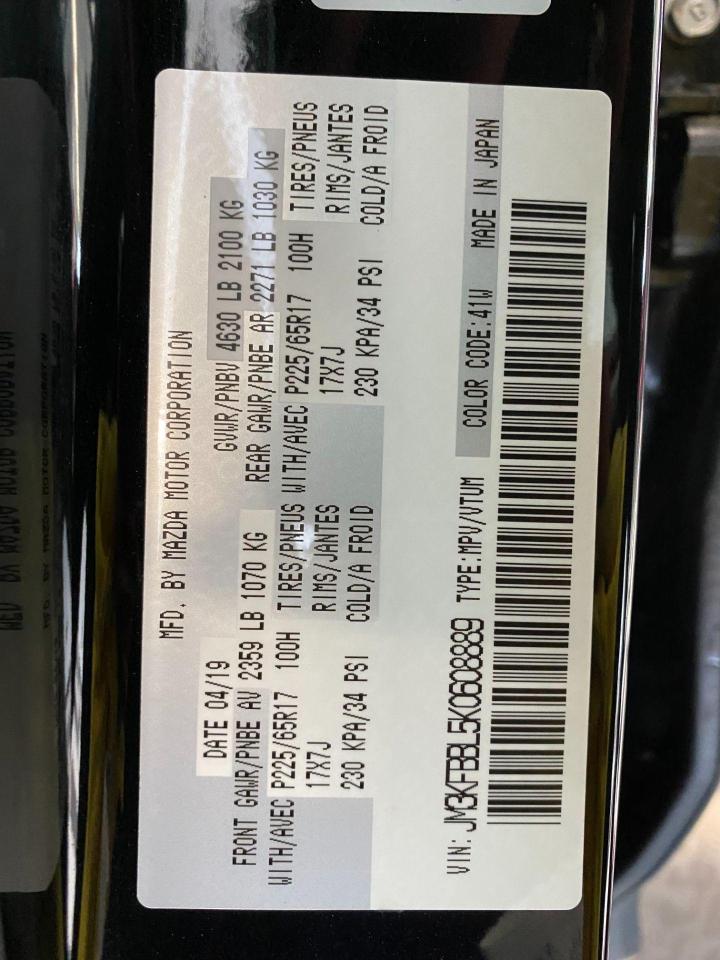 MFD. BY MAZDA MOTOR CORPORATION
DATE 04/19 GVWR/PNBV 4630 LB 2100 KG
FRONT GAWR/PNBE AV 2359 LB 1070 KG REAR GAWR/PNBE AR 2271 LB 1030 KG
WITH/AVEC P225/65R17 100H TIRES/PNEUS WITH/AVEC P225/65R17 100H TIRES/PNEUS
17X7J RIMS/JANTES 17X7J RIMS/JANTES
230 KPA/34 PSI COLD/A FROID 230 KPA/34 PSI COLD/A FROID
VIN: JM3KFBBL5K0608889 TYPE:MPV/VTUM COLOR CODE:41W MADE IN JAPAN